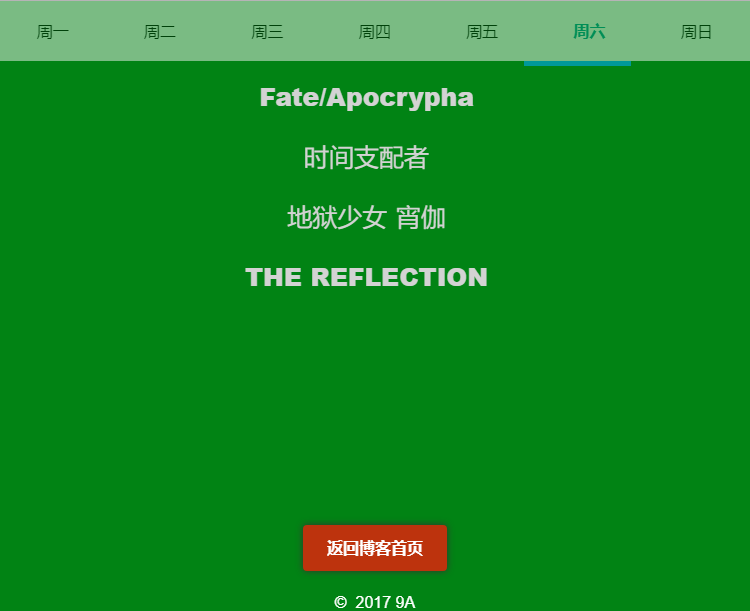 周一 周二 周三 周四 周五 周六 周日
Fate/Apocrypha
时间支配者
地狱少女 宵伽
THE REFLECTION
返回博客首页
© 2017 9A